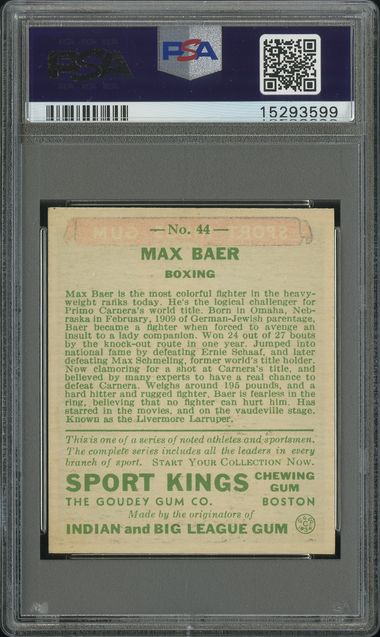 PSA
PSA
15293599
— No. 44 —
MAX BAER
BOXING
Max Baer is the most colorful fighter in the heavy-
weight ranks today. He's the logical challenger for
Primo Carnera's world title. Born in Omaha, Neb-
raska in February, 1909 of German-Jewish parentage,
Baer became a fighter when forced to avenge an
insult to a lady companion. Won 24 out of 27 bouts
by the knock-out route in one year. Jumped into
national fame by defeating Ernie Schaaf, and later
defeating Max Schmeling, former world's title holder.
Now clamoring for a shot at Carnera's title, and
believed by many experts to have a real chance to
defeat Carnera. Weighs around 195 pounds, and a
hard hitter and rugged fighter. Baer is fearless in the
ring, believing that no fighter can hurt him. Has
starred in the movies, and on the vaudeville stage.
Known as the Livermore Larruper.
This is one of a series of noted athletes and sportsmen.
The complete series includes all the leaders in every
branch of sport. START YOUR COLLECTION NOW.
SPORT KINGS CHEWING GUM
THE GOUDEY GUM CO. BOSTON
Made by the originators of
INDIAN and BIG LEAGUE GUM